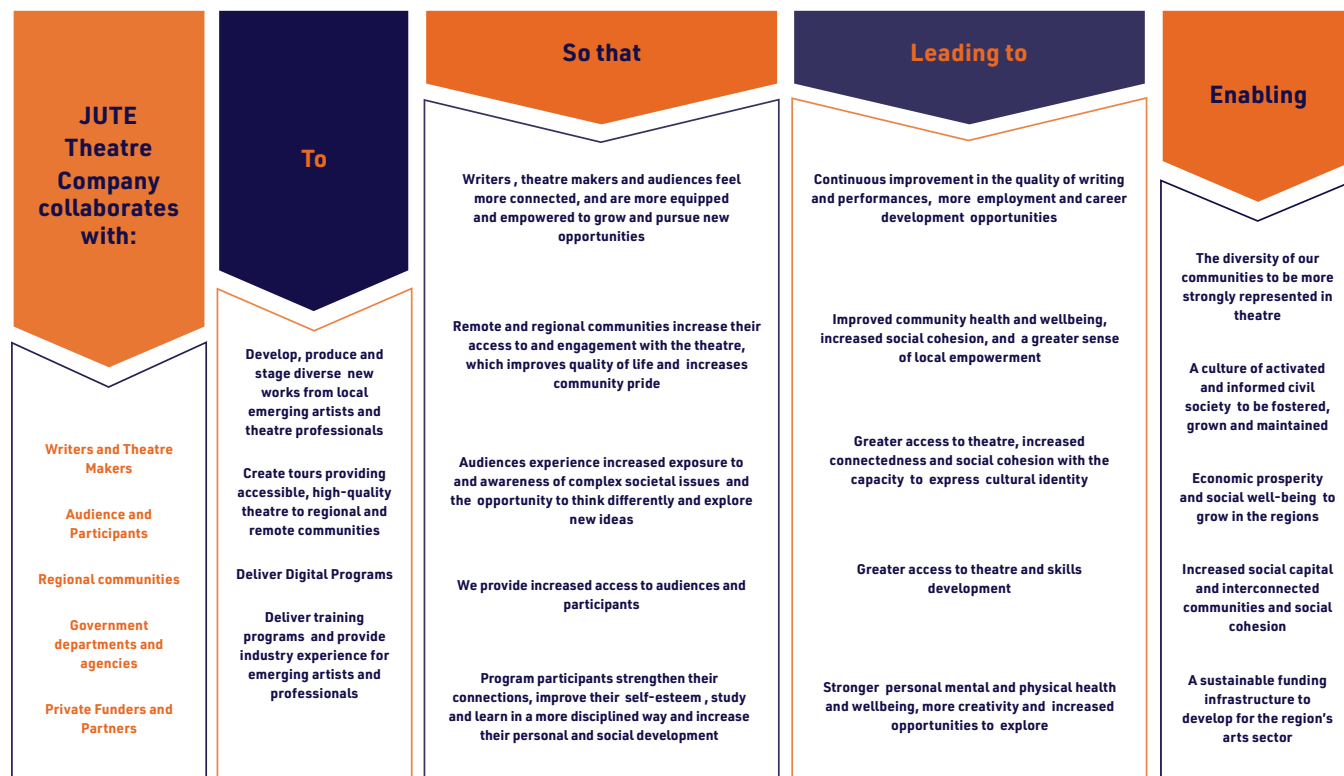 JUTE
Theatre
Company
collaborates
with:
Writers and Theatre
Makers
Audience and
Participants
Regional communities
Government
departments and
agencies
Private Funders and
Partners
To
Develop, produce and
stage diverse new
works from local
emerging artists and
theatre professionals
Create tours providing
accessible, high-quality
theatre to regional and
remote communities
Deliver Digital Programs
Deliver training
programs and provide
industry experience for
emerging artists and
professionals
So that
Writers , theatre makers and audiences feel
more connected, and are more equipped
and empowered to grow and pursue new
opportunities
Remote and regional communities increase their
access to and engagement with the theatre,
which improves quality of life and increases
community pride
Audiences experience increased exposure to
and awareness of complex societal issues and
the opportunity to think differently and explore
new ideas
We provide increased access to audiences and
participants
Program participants strengthen their
connections, improve their self-esteem , study
and learn in a more disciplined way and increase
their personal and social development
Leading to
Continuous improvement in the quality of writing
and performances, more employment and career
development opportunities
Improved community health and wellbeing,
increased social cohesion, and a greater sense
of local empowerment
Greater access to theatre, increased
connectedness and social cohesion with the
capacity to express cultural identity
Greater access to theatre and skills
development
Stronger personal mental and physical health
and wellbeing, more creativity and increased
opportunities to explore
Enabling
The diversity of our
communities to be more
strongly represented in
theatre
A culture of activated
and informed civil
society to be fostered,
grown and maintained
Economic prosperity
and social well-being to
grow in the regions
Increased social capital
and interconnected
communities and social
cohesion
A sustainable funding
infrastructure to
develop for the region's
arts sector